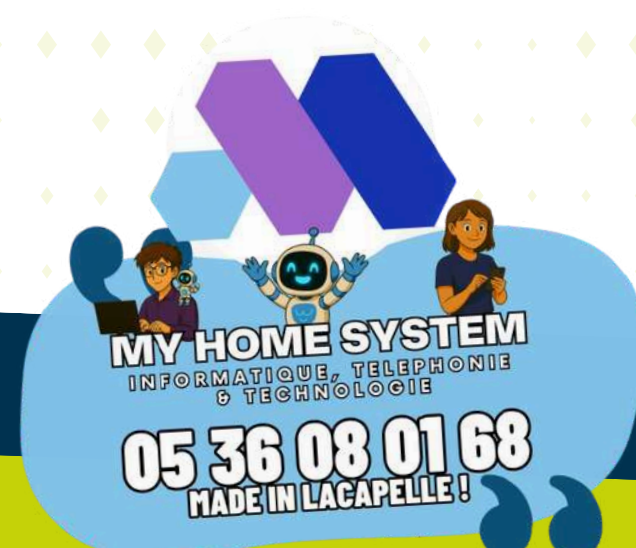 MY HOME SYSTEM
INFORMATIQUE, TELEPHONIE
& TECHNOLOGIE
05 36 08 01 68
MADE IN LACAPELLE !